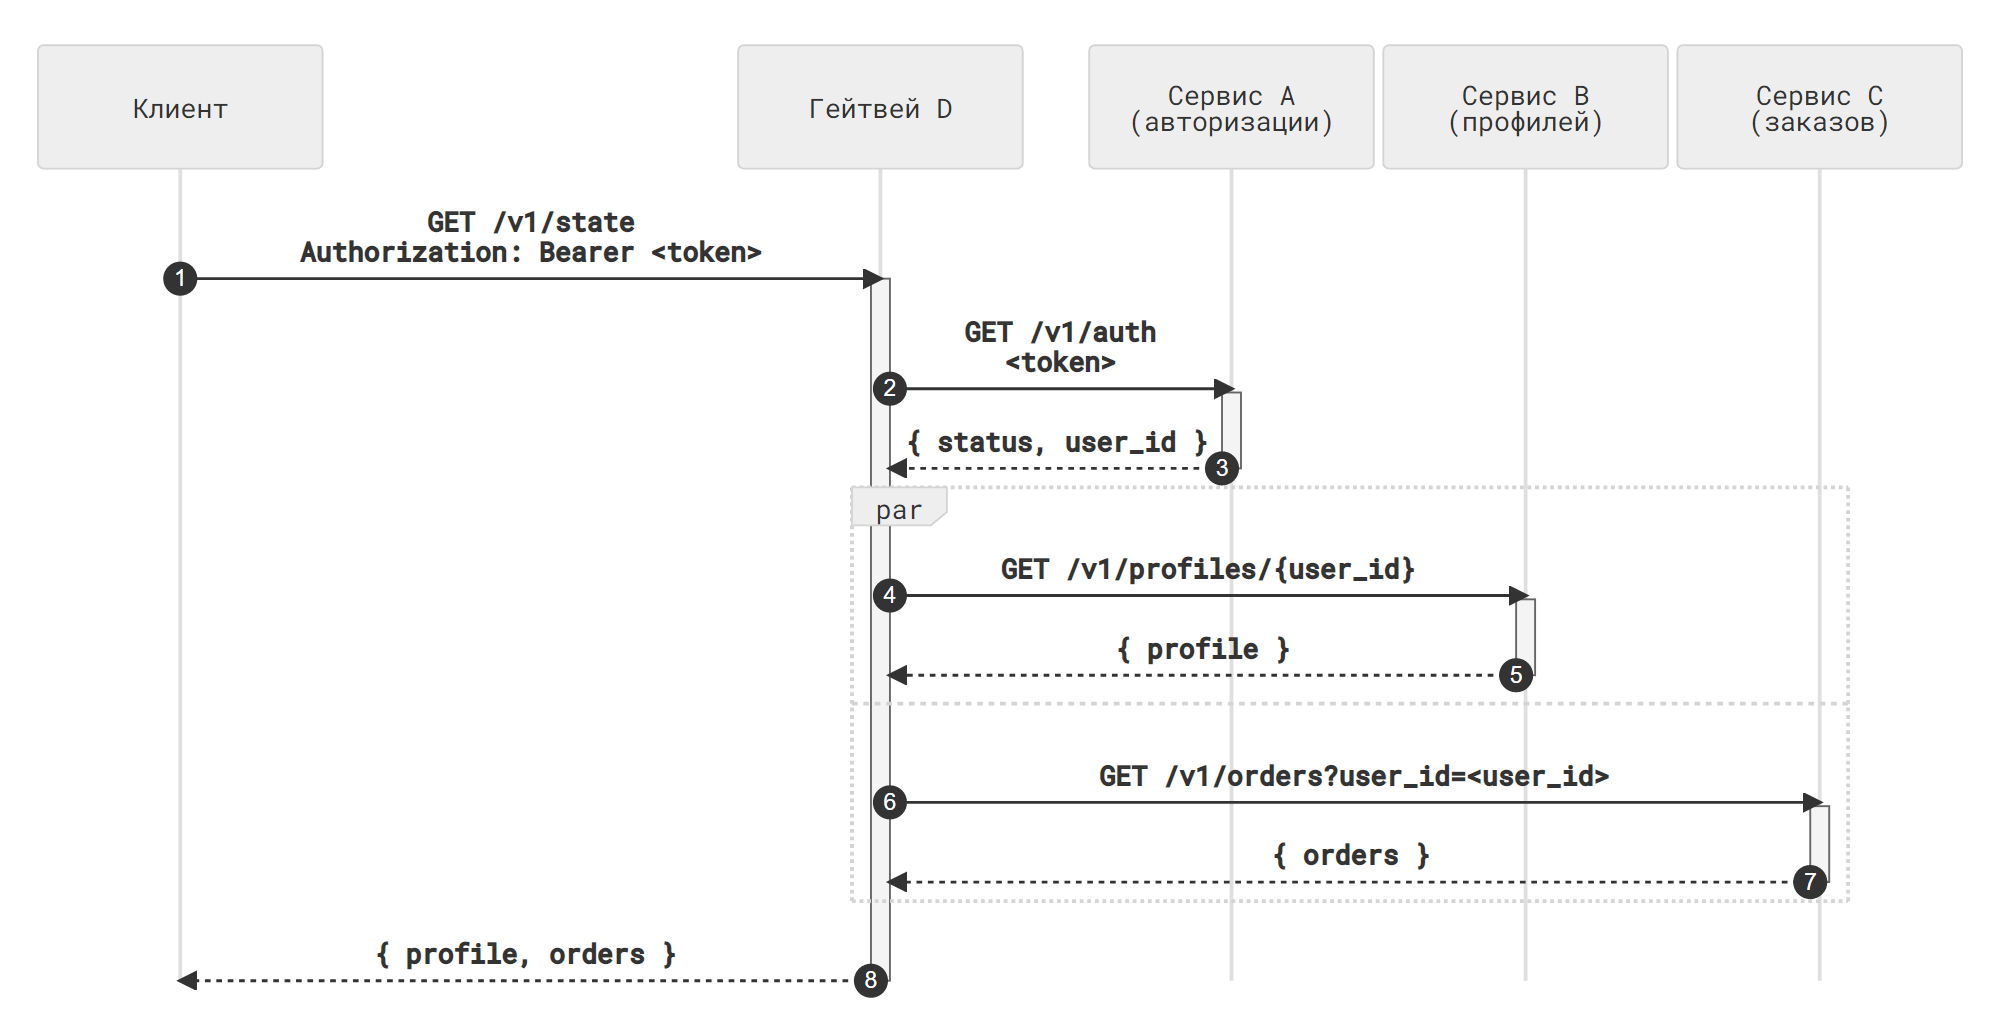 Клиент
Гейтвей D
Сервис A
(авторизации)
Сервис B
(профилей)
Сервис C
(заказов)
GET /v1/state
Authorization: Bearer <token>
1
GET /v1/auth
<token>
2
{ status, user_id }
3
par
GET /v1/profiles/{user_id}
4
{ profile }
5
GET /v1/orders?user_id=<user_id>
6
{ orders }
7
{ profile, orders }
8